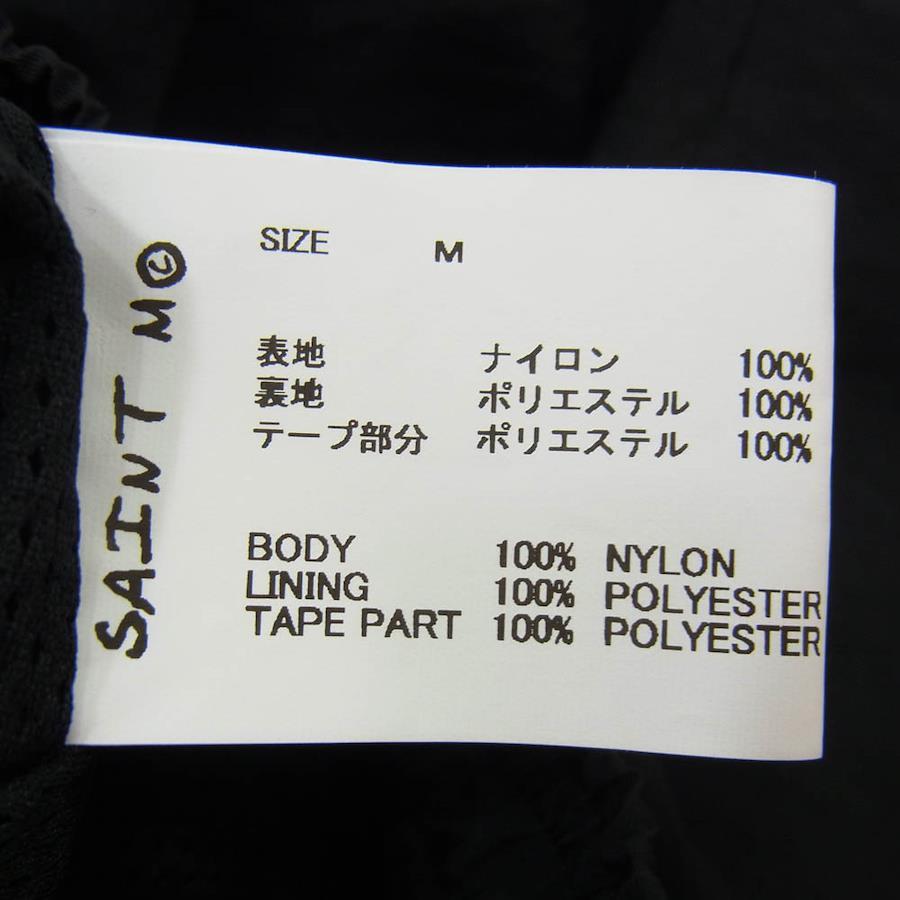 SAINT M©
SIZE M
表地 ナイロン 100%
裏地 ポリエステル 100%
テープ部分 ポリエステル 100%
BODY 100% NYLON
LINING 100% POLYESTER
TAPE PART 100% POLYESTER